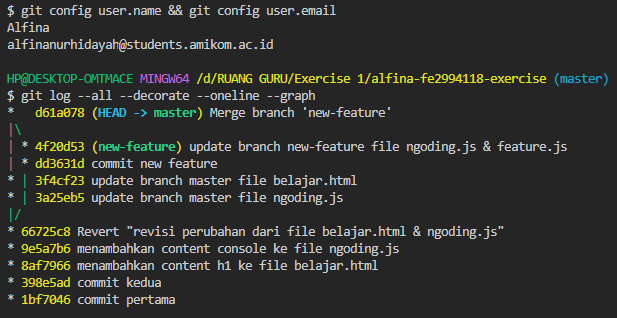 $ git config user.name && git config user.email
Alfina
alfinanurhidayah@students.amikom.ac.id
HP@DESKTOP-OMTMACE MINGW64 /d/RUANG GURU/Exercise 1/alfina-fe2994118-exercise (master)
$ git log --all --decorate --oneline --graph
*   d61a078 (HEAD -> master) Merge branch 'new-feature'
|\
| * 4f20d53 (new-feature) update branch new-feature file ngoding.js & feature.js
| * dd3631d commit new feature
* | 3f4cf23 update branch master file belajar.html
* | 3a25eb5 update branch master file ngoding.js
|/
* 66725c8 Revert "revisi perubahan dari file belajar.html & ngoding.js"
* 9e5a7b6 menambahkan content console ke file ngoding.js
* 8af7966 menambahkan content h1 ke file belajar.html
* 398e5ad commit kedua
* 1bf7046 commit pertama